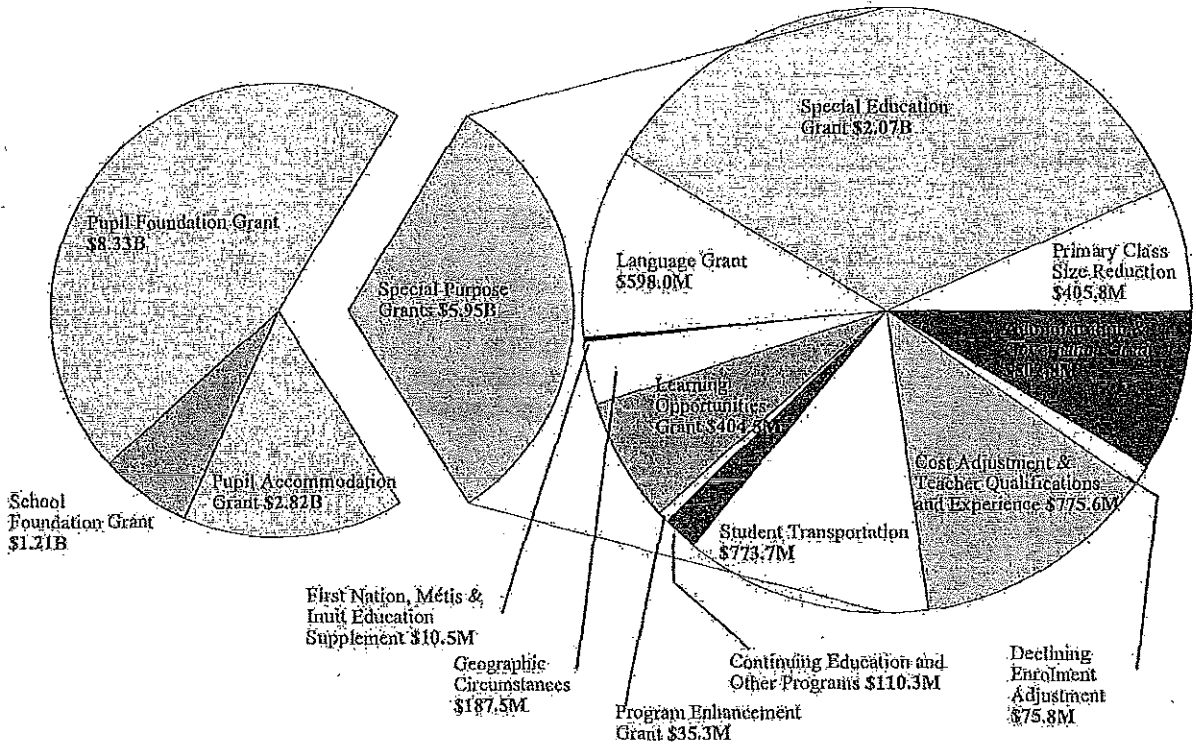 Pupil Foundation Grant
$8.33B
School
Foundation Grant
$1.21B
Pupil Accommodation
Grant $2.82B
Special Purpose
Grants $5.95B
Special Education
Grant $2.07B
Primary Class
Size Reduction
$405.8M
Language Grant
$598.0M
Learning
Opportunities
Grant $404.5M
Cost Adjustment &
Teacher Qualifications
and Experience $775.6M
Student Transportation
$773.7M
First Nation, Métis &
Inuit Education
Supplement $10.5M
Geographic
Circumstances
$187.5M
Program Enhancement
Grant $35.3M
Continuing Education and
Other Programs $110.3M
Declining
Enrolment
Adjustment
$75.8M